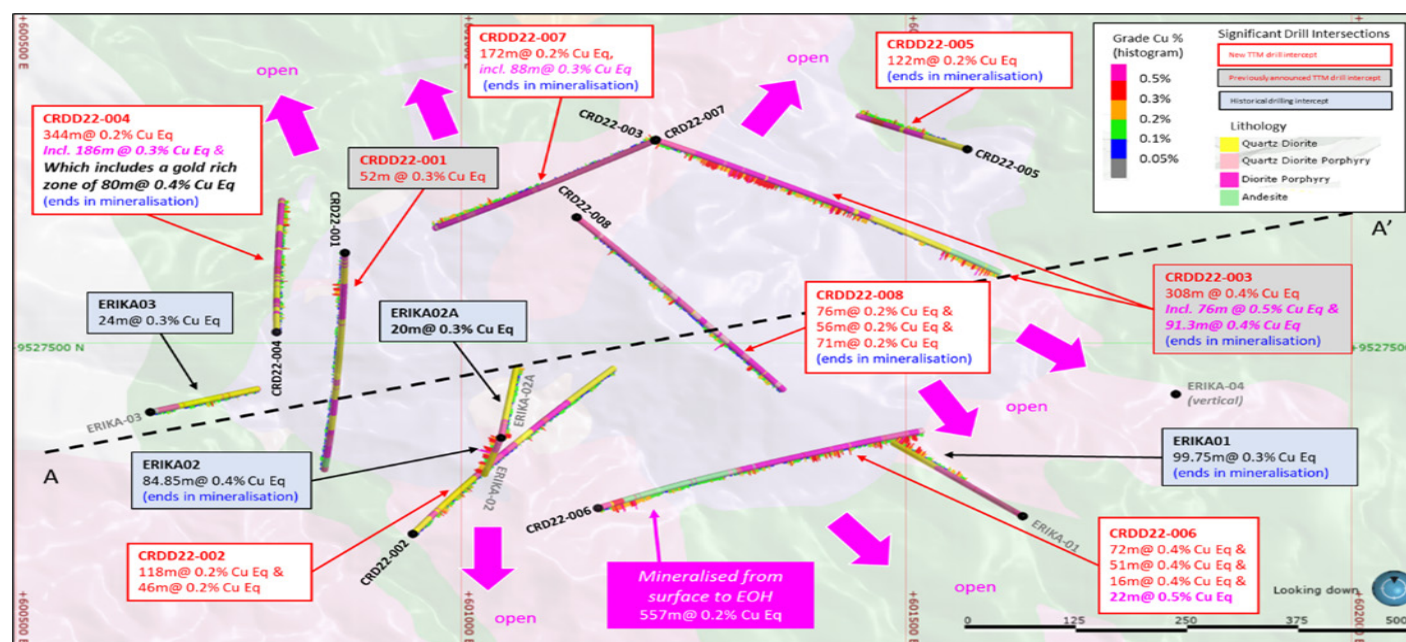 +600500 E
+601000 E
open
open
CRDD22-007
172m@ 0.2% Cu Eq,
incl. 88m@ 0.3% Cu Eq
(ends in mineralisation)
CRDD22-005
122m@ 0.2% Cu Eq
(ends in mineralisation)
Grade Cu %
(histogram)
0.5%
0.3%
0.2%
0.1%
0.05%
Significant Drill Intersections
New TTM drill intercept
Previously announced TTM drill intercept
Historical drilling intercept
Lithology
Quartz Diorite
Quartz Diorite Porphyry
Diorite Porphyry
Andesite
CRDD22-004
344m@ 0.2% Cu Eq
Incl. 186m @ 0.3% Cu Eq &
Which includes a gold rich
zone of 80m@ 0.4% Cu Eq
(ends in mineralisation)
CRDD22-001
52m @ 0.3% Cu Eq
CRD22-001
CRD22-003
CRD22-007
CRD22-005
CRD22-008
A'
CRDD22-003
308m @ 0.4% Cu Eq
Incl. 76m @ 0.5% Cu Eq &
91.3m@ 0.4% Cu Eq
(ends in mineralisation)
ERIKA03
24m@ 0.3% Cu Eq
ERIKA02A
20m@ 0.3% Cu Eq
CRDD22-008
76m@ 0.2% Cu Eq &
56m@ 0.2% Cu Eq &
71m@ 0.2% Cu Eq
(ends in mineralisation)
9527500 N
+9527500
CRD22-004
ERIKA-03
ERIKA-02A
ERIKA-04
(vertical)
open
A
ERIKA02
84.85m@ 0.4% Cu Eq
(ends in mineralisation)
ERIKA-02
ERIKA01
99.75m@ 0.3% Cu Eq
(ends in mineralisation)
CRD22-002
CRD22-006
ERIKA-01
CRDD22-002
118m@ 0.2% Cu Eq &
46m@ 0.2% Cu Eq
Mineralised from
surface to EOH
557m@ 0.2% Cu Eq
CRDD22-006
72m@ 0.4% Cu Eq &
51m@ 0.4% Cu Eq &
16m@ 0.4% Cu Eq &
22m@ 0.5% Cu Eq
open
open
Looking down
0 125 250 375 500
+600500 E
+601000 E
+601500 E
+602000 E